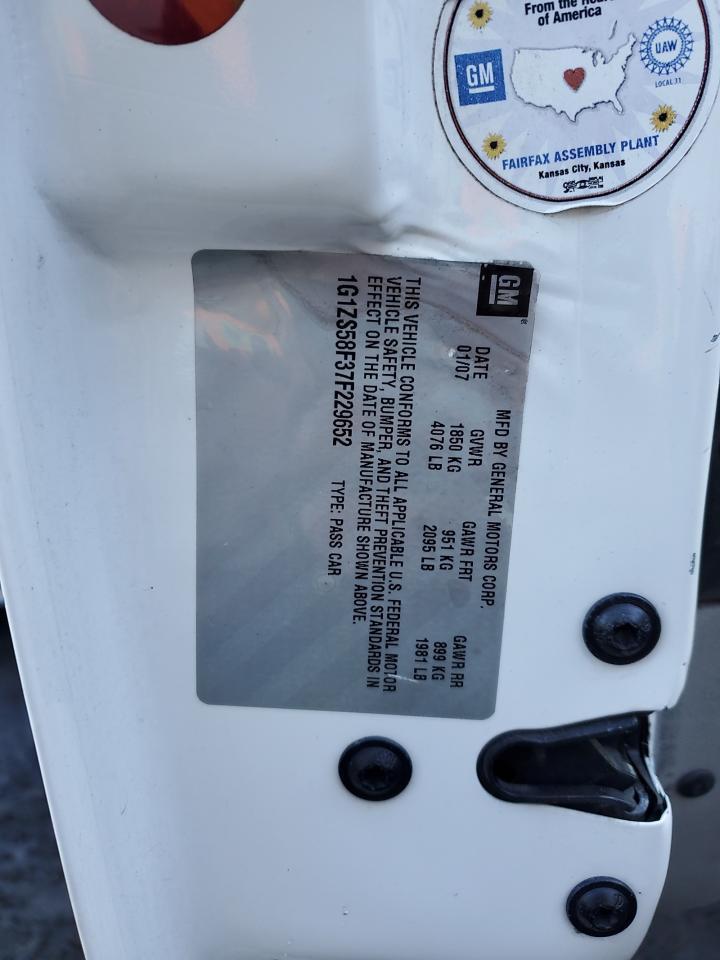 From the Heart
of America
GM
UAW
LOCAL 31
FAIRFAX ASSEMBLY PLANT
Kansas City, Kansas
GM
MFD BY GENERAL MOTORS CORP.
DATE GVWR GAWR FRT GAWR RR
01/07 1850 KG 951 KG 899 KG
4076 LB 2095 LB 1981 LB
THIS VEHICLE CONFORMS TO ALL APPLICABLE U.S. FEDERAL MOTOR
VEHICLE SAFETY, BUMPER, AND THEFT PREVENTION STANDARDS IN
EFFECT ON THE DATE OF MANUFACTURE SHOWN ABOVE.
1G1ZS58F37F229652 TYPE: PASS CAR